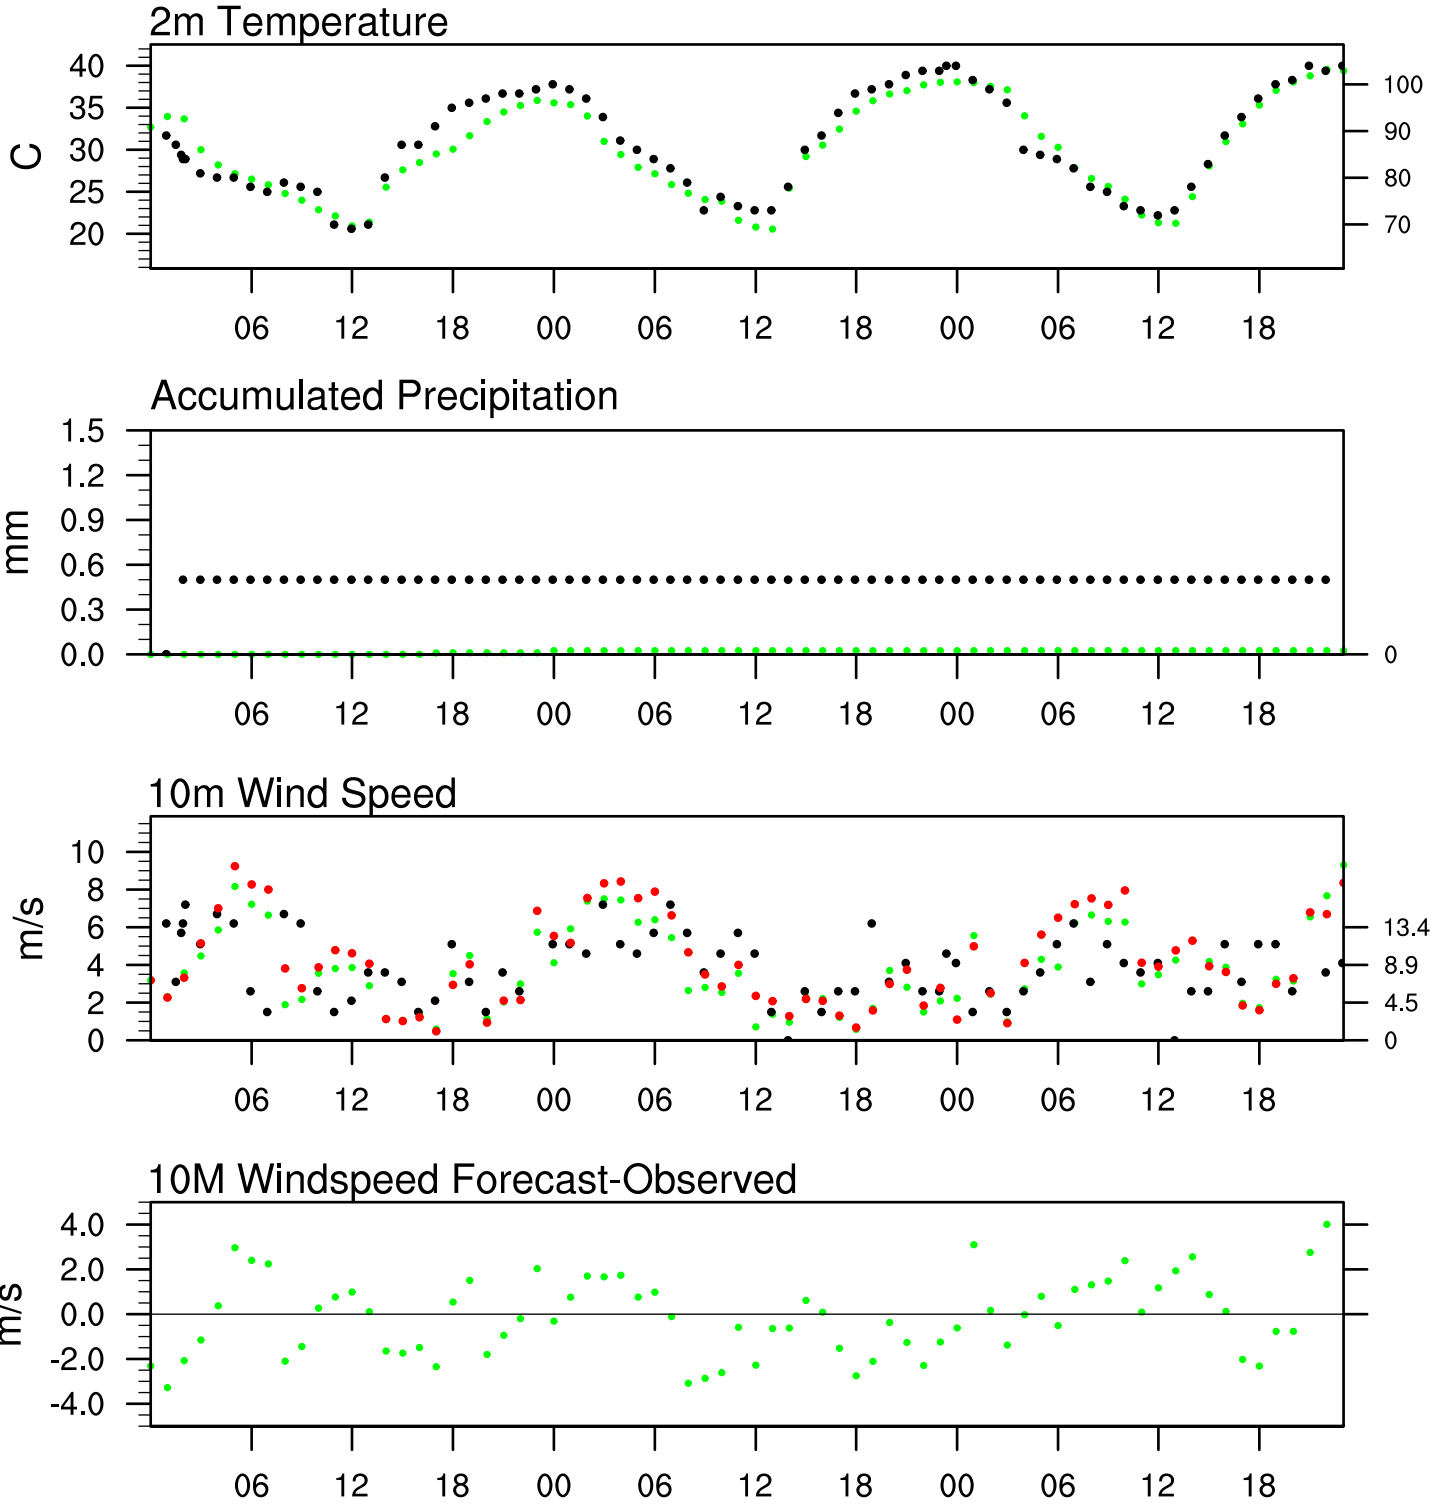 2m Temperature
C
40
35
30
25
20
100
90
80
70
06 12 18 00 06 12 18 00 06 12 18
Accumulated Precipitation
mm
1.5
1.2
0.9
0.6
0.3
0.0
0
06 12 18 00 06 12 18 00 06 12 18
10m Wind Speed
m/s
10
8
6
4
2
0
13.4
8.9
4.5
0
06 12 18 00 06 12 18 00 06 12 18
10M Windspeed Forecast-Observed
m/s
4.0
2.0
0.0
-2.0
-4.0
06 12 18 00 06 12 18 00 06 12 18